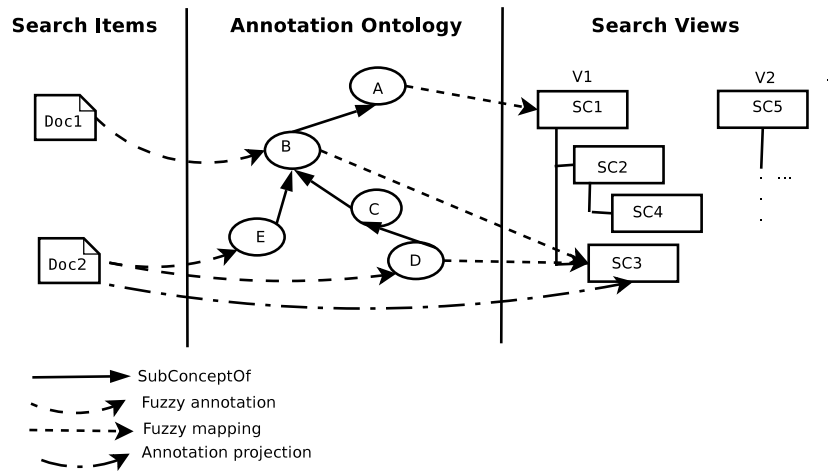 Search Items
Annotation Ontology
Search Views
V1
V2
A
SC1
SC5
Doc1
B
SC2
. ...
C
SC4
E
Doc2
D
SC3
SubConceptOf
Fuzzy annotation
Fuzzy mapping
Annotation projection